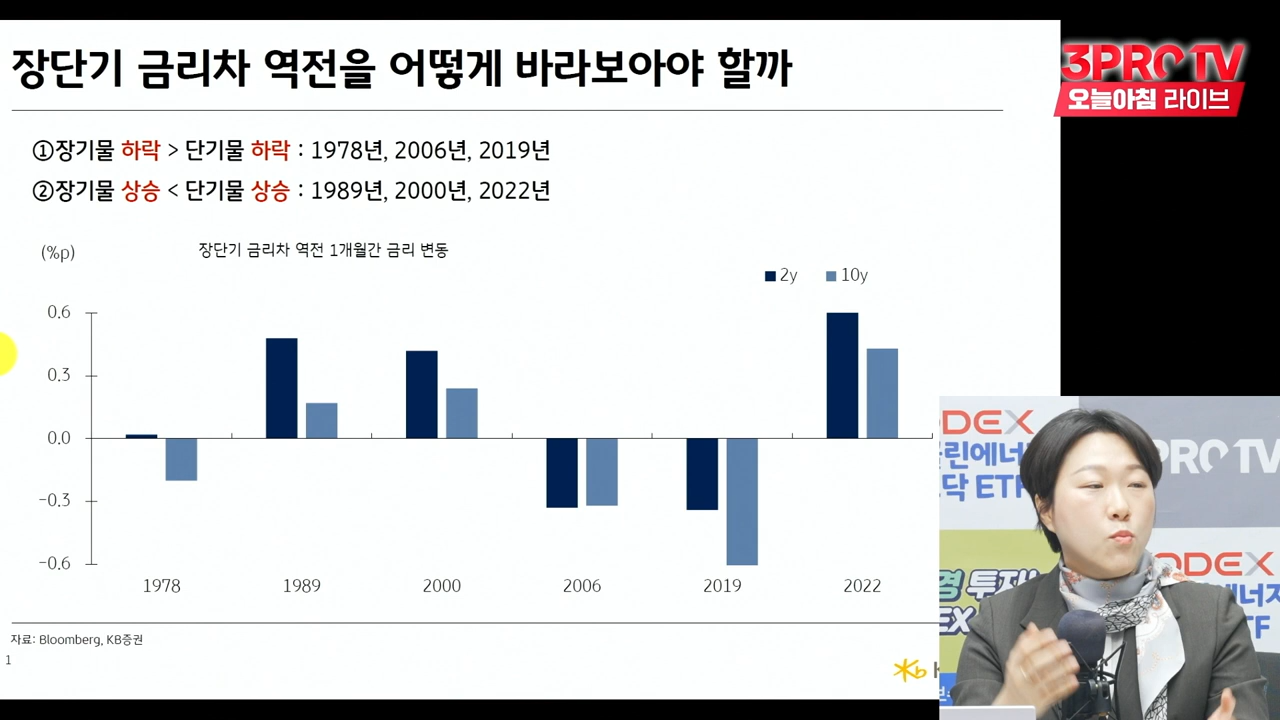 장단기 금리차 역전을 어떻게 바라보아야 할까
3PROTV
오늘아침 라이브
①장기물 하락 > 단기물 하락 : 1978년, 2006년, 2019년
②장기물 상승 < 단기물 상승 : 1989년, 2000년, 2022년
(%p)
장단기 금리차 역전 1개월간 금리 변동
2y
10y
0.6
0.3
0.0
-0.3
-0.6
1978
1989
2000
2006
2019
2022
자료: Bloomberg, KB증권
1
Kb
ODEX
린에너
닥 ETF
PROTV
투자
EX
ODEX
에너지
TF